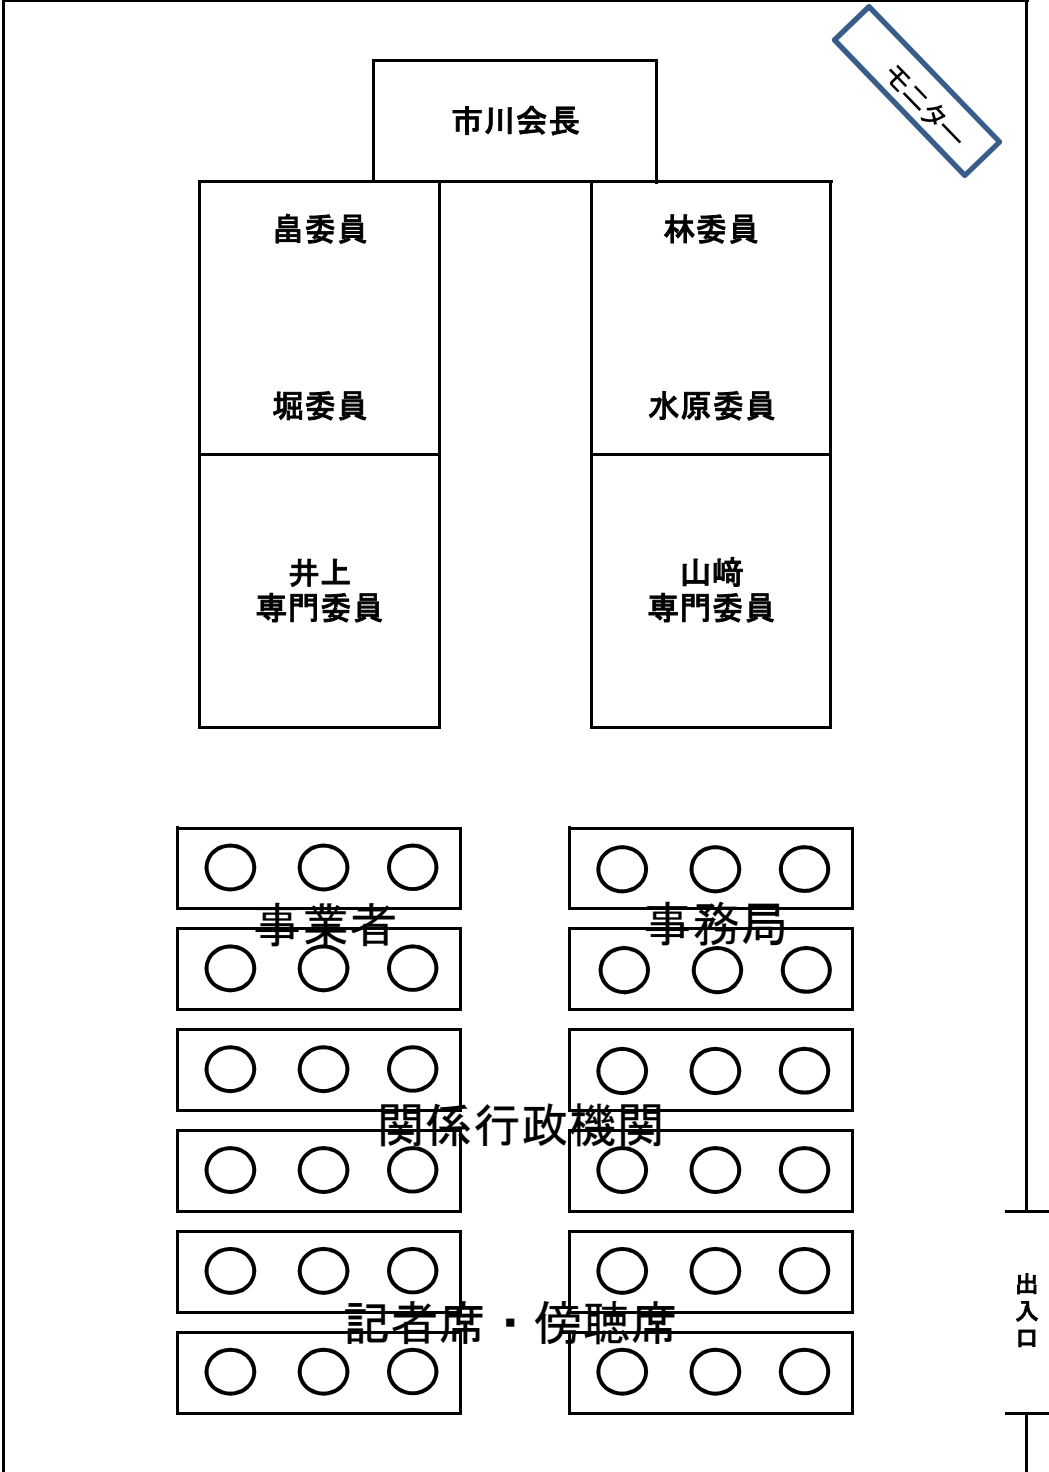 モニター
市川会長
畠委員
林委員
堀委員
水原委員
井上
専門委員
山﨑
専門委員
事業者
事務局
関係行政機関
記者席・傍聴席
出入口